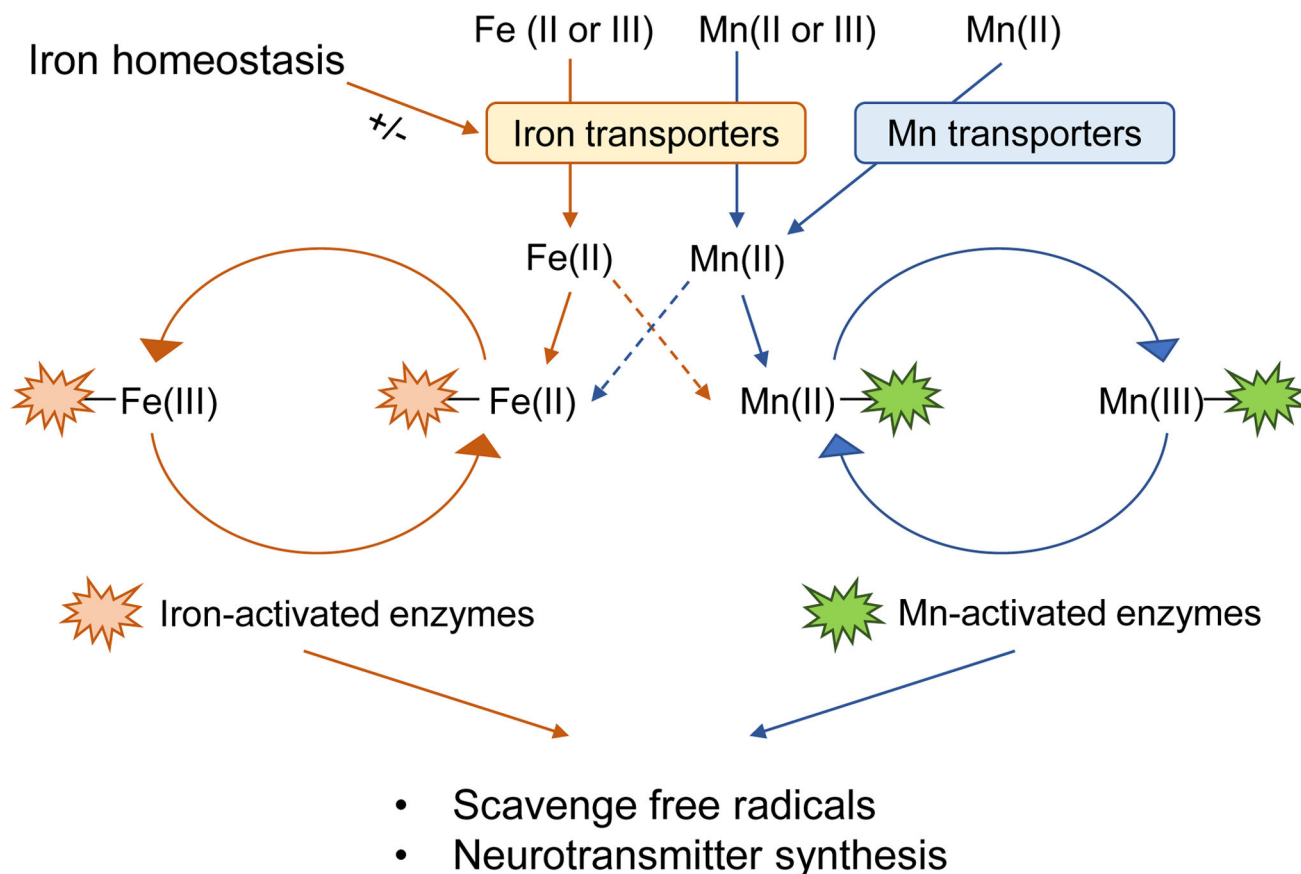 Fe (II or III)
Mn(II or III)
Mn(II)
Iron homeostasis
+/-
Iron transporters
Mn transporters
Fe(II)
Mn(II)
Fe(III)
Fe(II)
Mn(II)
Mn(III)
Iron-activated enzymes
Mn-activated enzymes
• Scavenge free radicals
• Neurotransmitter synthesis